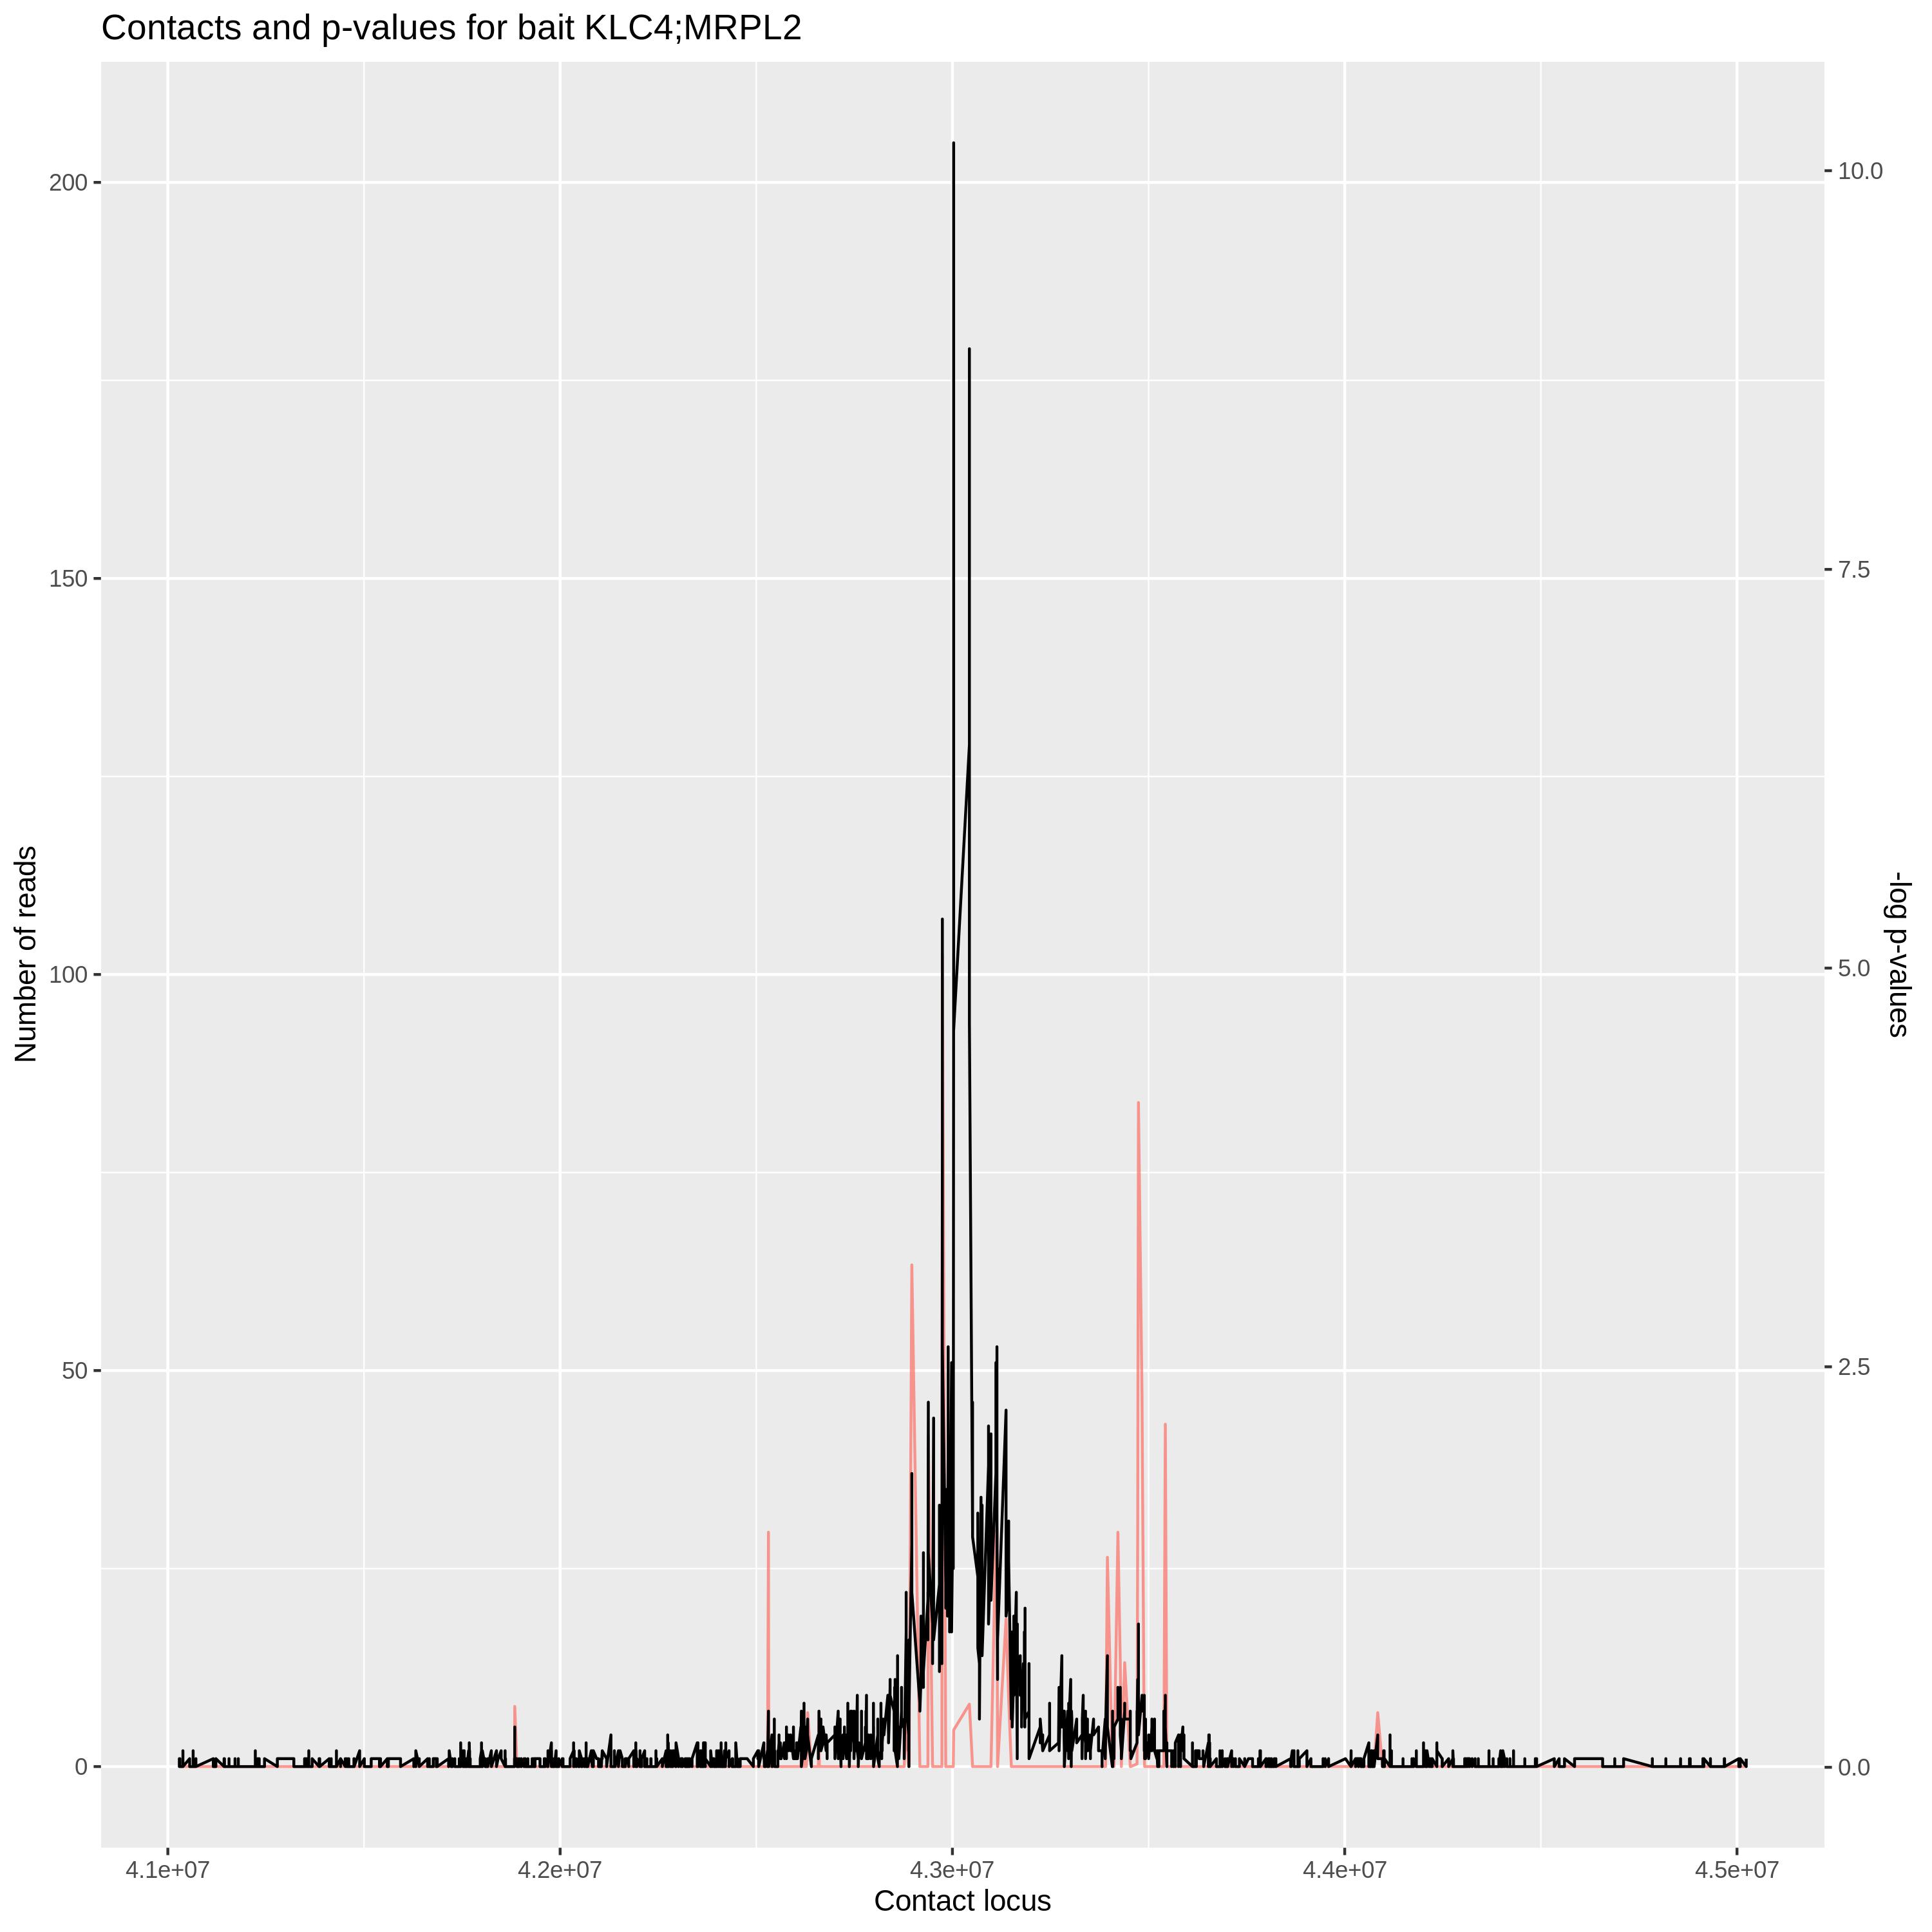 Contacts and p-values for bait KLC4;MRPL2
200
150
100
50
0
Number of reads
10.0
7.5
5.0
2.5
0.0
-log p-values
4.1e+07 4.2e+07 4.3e+07 4.4e+07 4.5e+07
Contact locus